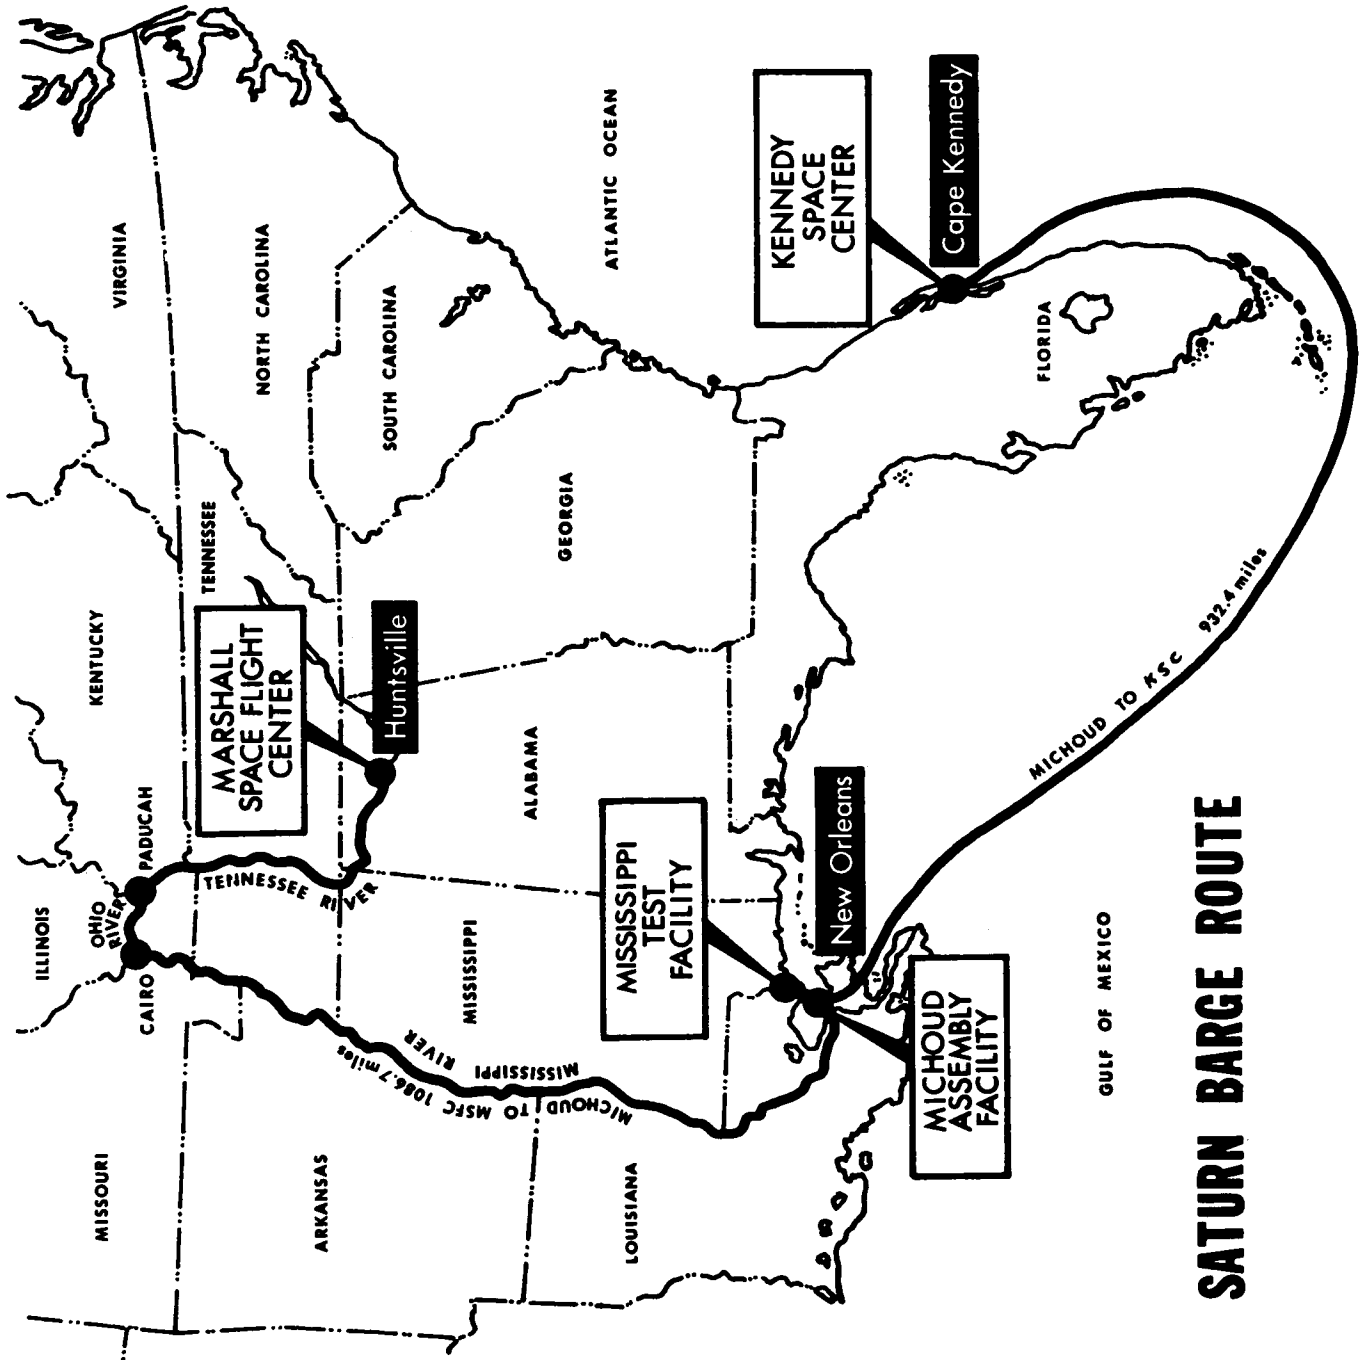 ILLINOIS
MISSOURI
KENTUCKY
VIRGINIA
CAIRO
PADUCAH
OHIO
RIVER
TENNESSEE
NORTH CAROLINA
ARKANSAS
TENNESSEE RIVER
MARSHALL
SPACE FLIGHT
CENTER
Huntsville
SOUTH CAROLINA
MISSISSIPPI
RIVER
MICHOUD TO MSFC 1086.7 miles
MISSISSIPPI
ALABAMA
GEORGIA
ATLANTIC OCEAN
LOUISIANA
MISSISSIPPI
TEST
FACILITY
New Orleans
KENNEDY
SPACE
CENTER
Cape Kennedy
MICHOUD
ASSEMBLY
FACILITY
FLORIDA
GULF OF MEXICO
MICHOUD TO KSC 932.4 miles
SATURN BARGE ROUTE